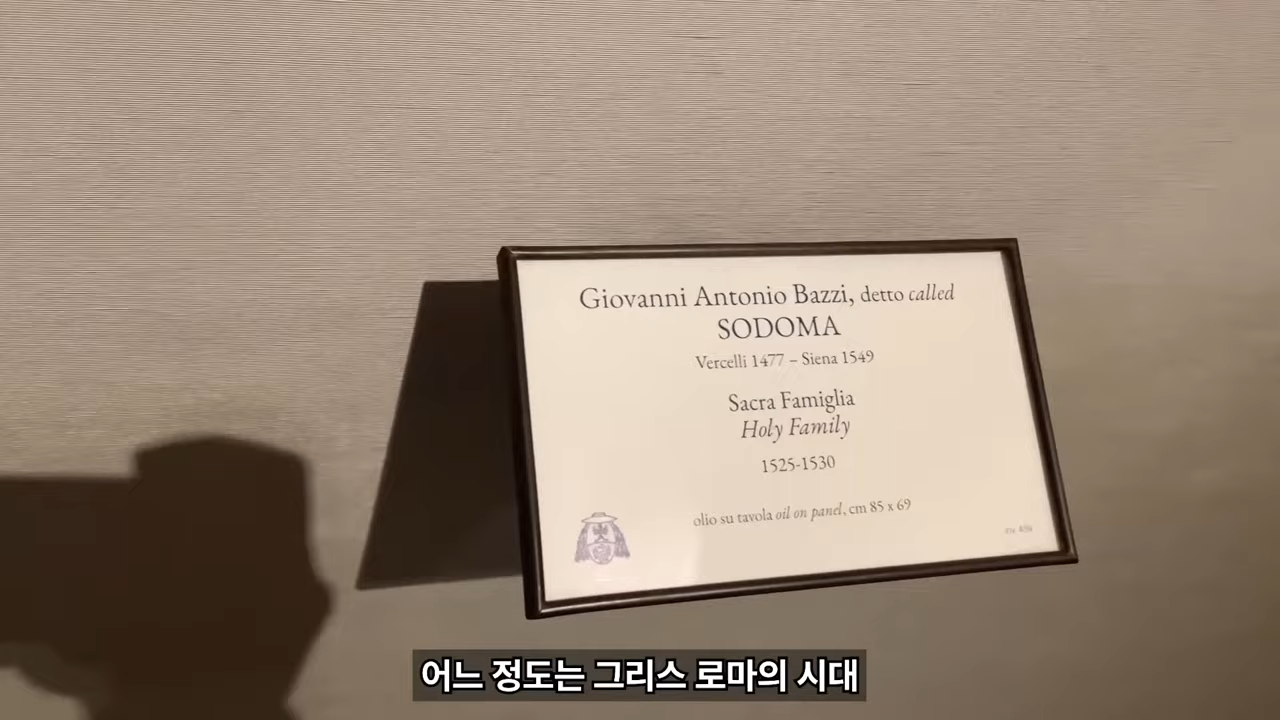 Giovanni Antonio Bazzi, detto called
SODOMA
Vercelli 1477 – Siena 1549
Sacra Famiglia
Holy Family
1525-1530
olio su tavola oil on panel, cm 85 x 69
어느 정도는 그리스 로마의 시대